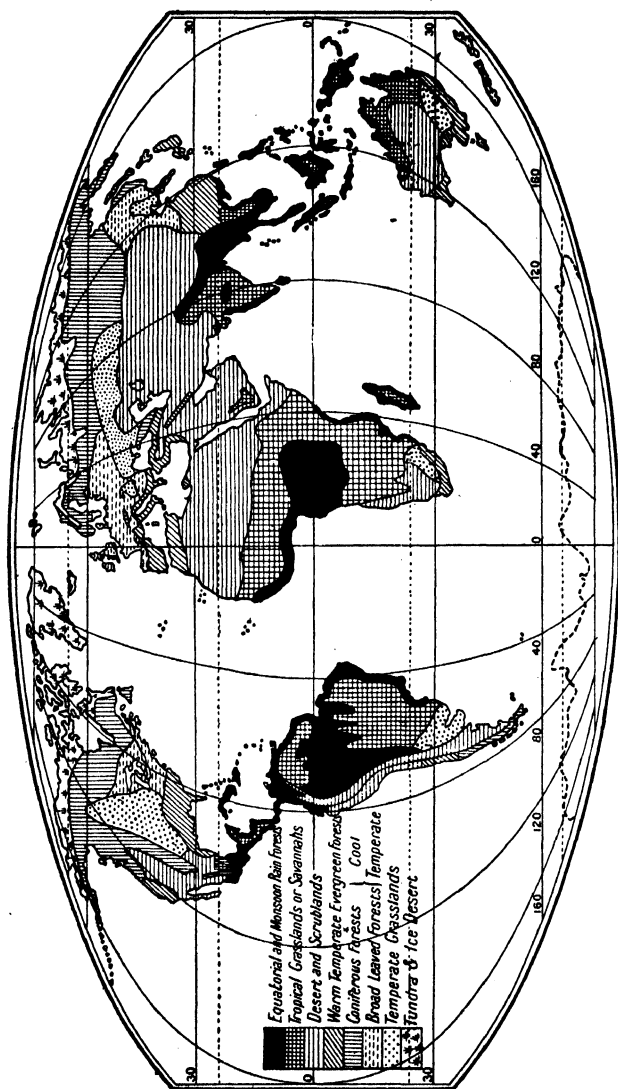 30
0
30
30
0
30
160
120
80
40
0
40
80
120
160
Equatorial and Monsoon Rain Forests
Tropical Grasslands or Savannahs
Desert and Scrublands
Warm Temperate Evergreen Forests
Coniferous Forests } Cool
&
Broad Leaved Forests } Temperate
Temperate Grasslands
Tundra & Ice Desert